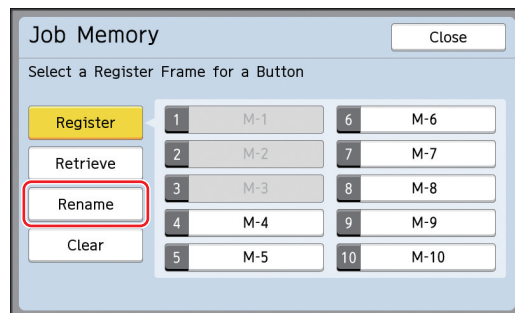 Job Memory
Close
Select a Register Frame for a Button
Register
Retrieve
Rename
Clear
1 M-1
2 M-2
3 M-3
4 M-4
5 M-5
6 M-6
7 M-7
8 M-8
9 M-9
10 M-10